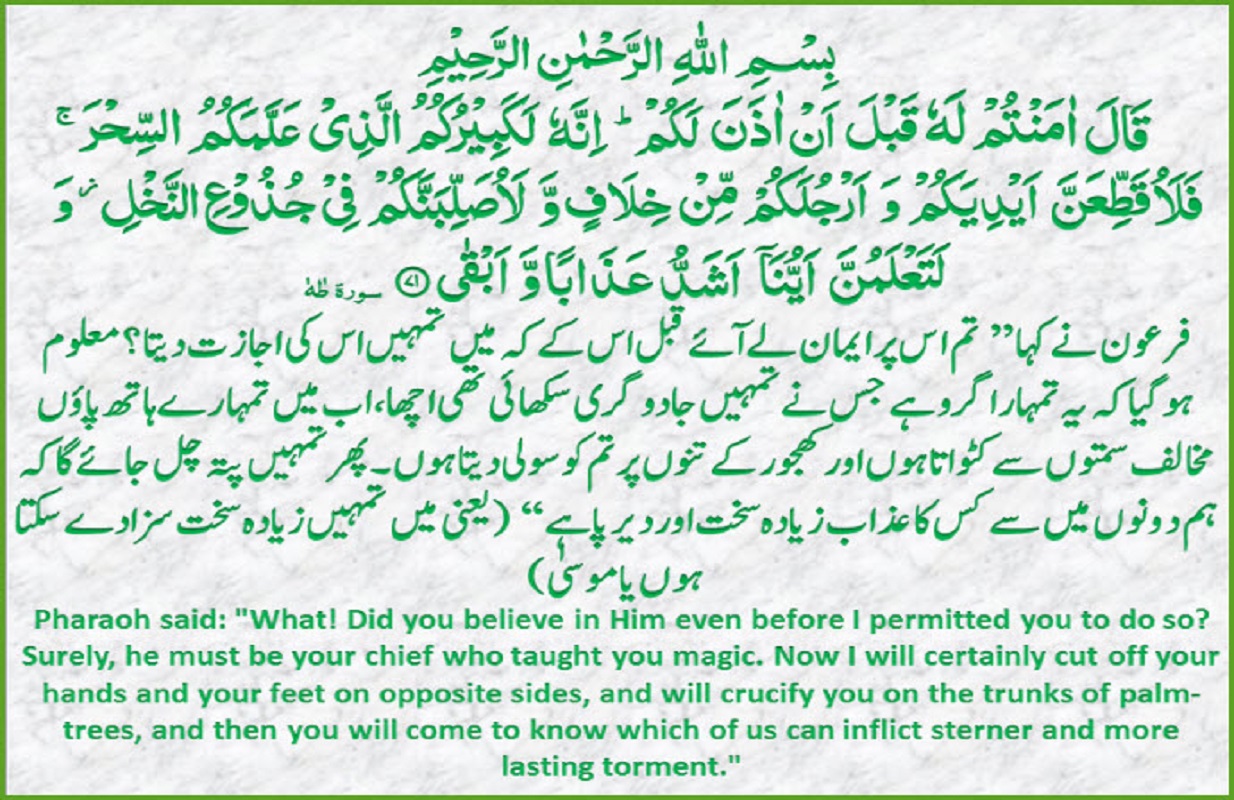 بِسْمِ اللّٰهِ الرَّحْمٰنِ الرَّحِيْمِ
قَالَ اٰمَنْتُمْ لَهٗ قَبْلَ اَنْ اٰذَنَ لَكُمْ ؕ اِنَّهٗ لَكَبِيْرُكُمُ الَّذِىْ عَلَّمَكُمُ السِّحْرَ ۚ
فَلَاُقَطِّعَنَّ اَيْدِيَكُمْ وَ اَرْجُلَكُمْ مِّنْ خِلَافٍ وَّ لَاُصَلِّبَنَّكُمْ فِىْ جُذُوْعِ النَّخْلِ ۫ وَ
لَتَعْلَمُنَّ اَيُّنَاۤ اَشَدُّ عَذَابًا وَّ اَبْقٰى ﴿۷۱﴾ سورة طٰهٰ
فرعون نے کہا ” تم اس پر ایمان لے آئے قبل اس کے کہ میں تمہیں اس کی اجازت دیتا؟ معلوم
ہو گیا کہ یہ تمہارا گرو ہے جس نے تمہیں جادو گری سکھائی تھی اچھا، اب میں تمہارے ہاتھ پاؤں
مخالف سمتوں سے کٹواتا ہوں اور کھجور کے تنوں پر تم کو سولی دیتا ہوں۔ پھر تمہیں پتہ چل جائے گا کہ
ہم دونوں میں سے کس کا عذاب زیادہ سخت اور دیر پا ہے “ (یعنی میں تمہیں زیادہ سخت سزا دے سکتا
ہوں یا موسیٰ)
Pharaoh said: "What! Did you believe in Him even before I permitted you to do so?
Surely, he must be your chief who taught you magic. Now I will certainly cut off your
hands and your feet on opposite sides, and will crucify you on the trunks of palm-
trees, and then you will come to know which of us can inflict sterner and more
lasting torment."